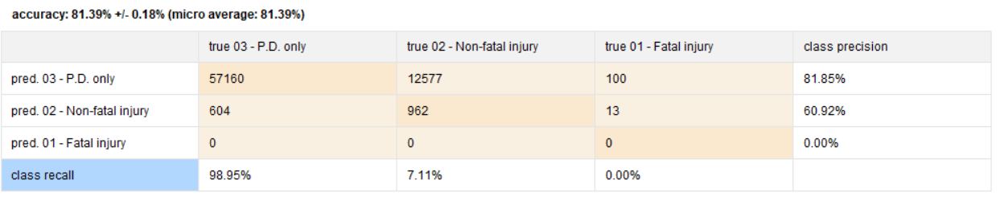 accuracy: 81.39% +/- 0.18% (micro average: 81.39%)
true 03 - P.D. only true 02 - Non-fatal injury true 01 - Fatal injury class precision
pred. 03 - P.D. only 57160 12577 100 81.85%
pred. 02 - Non-fatal injury 604 962 13 60.92%
pred. 01 - Fatal injury 0 0 0 0.00%
class recall 98.95% 7.11% 0.00%